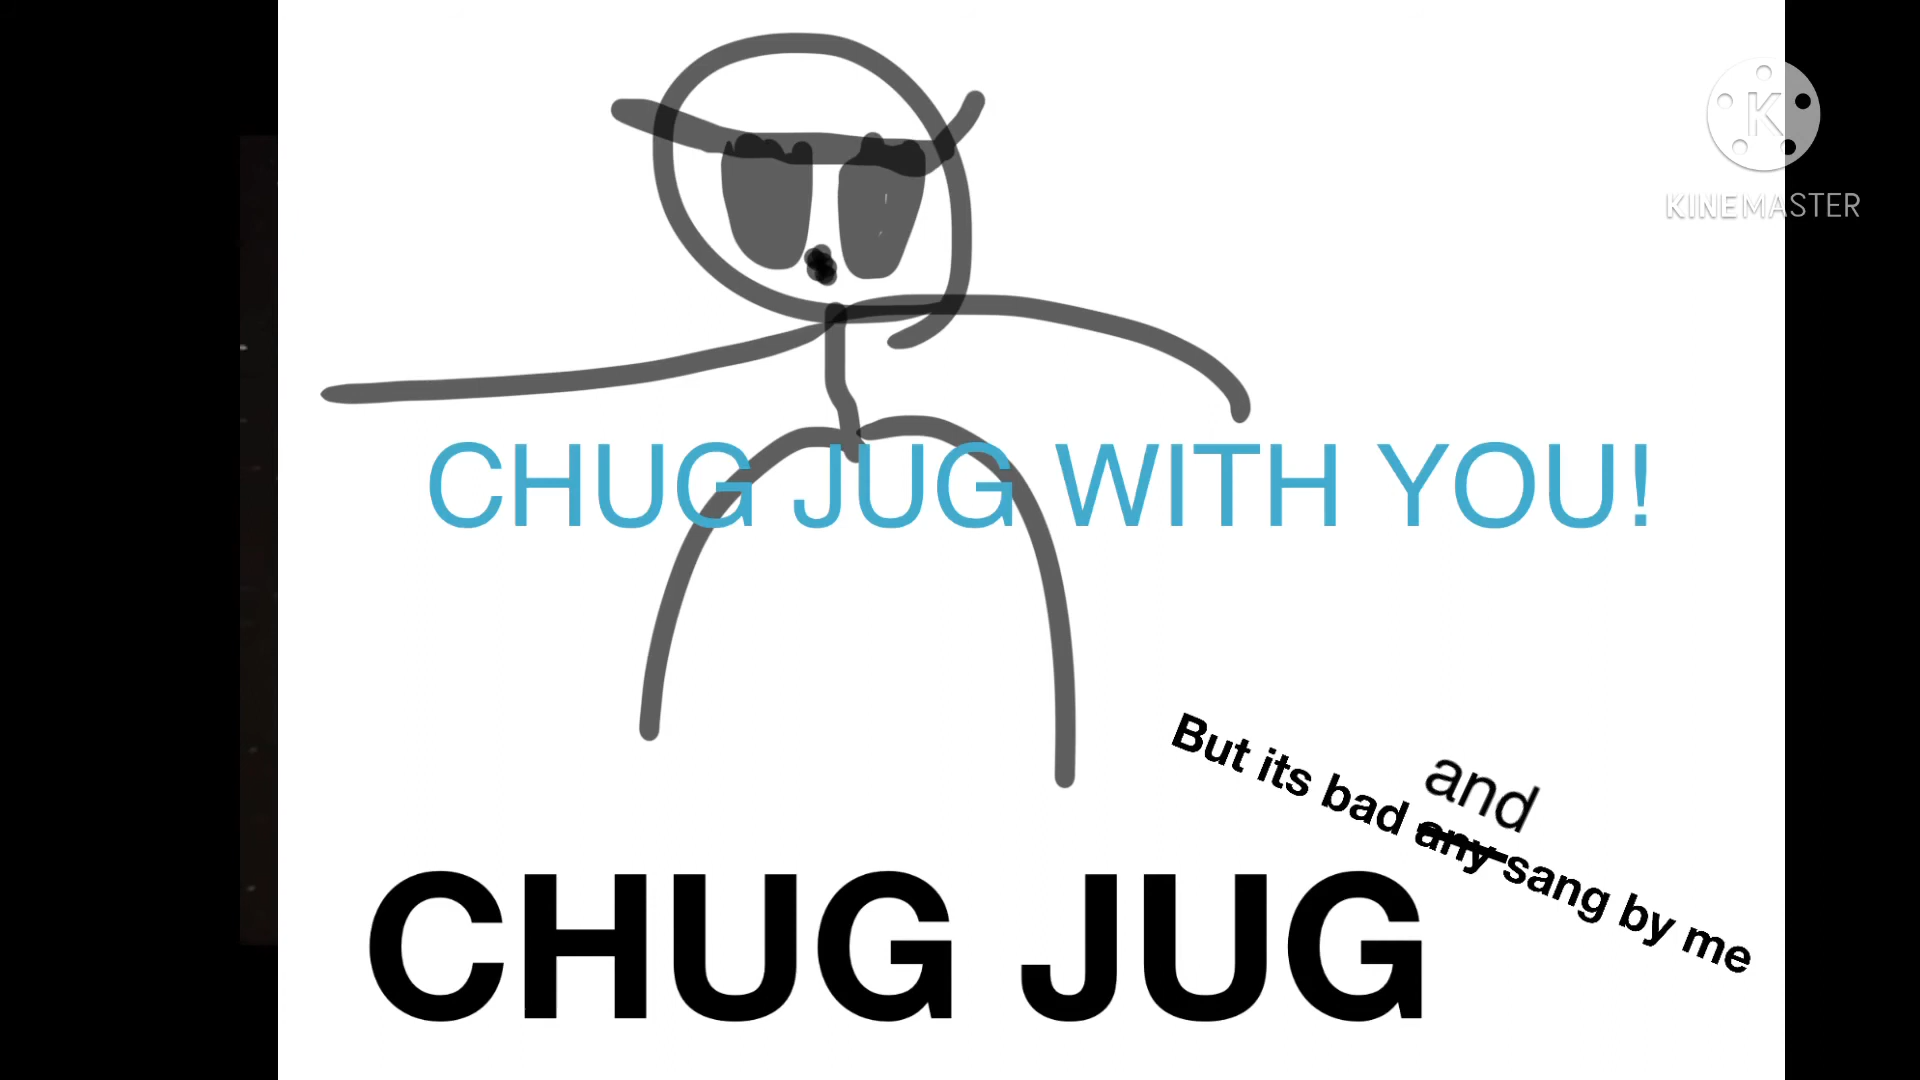 K
KINEMASTER
CHUG JUG WITH YOU!
and
But its bad any sang by me
CHUG JUG